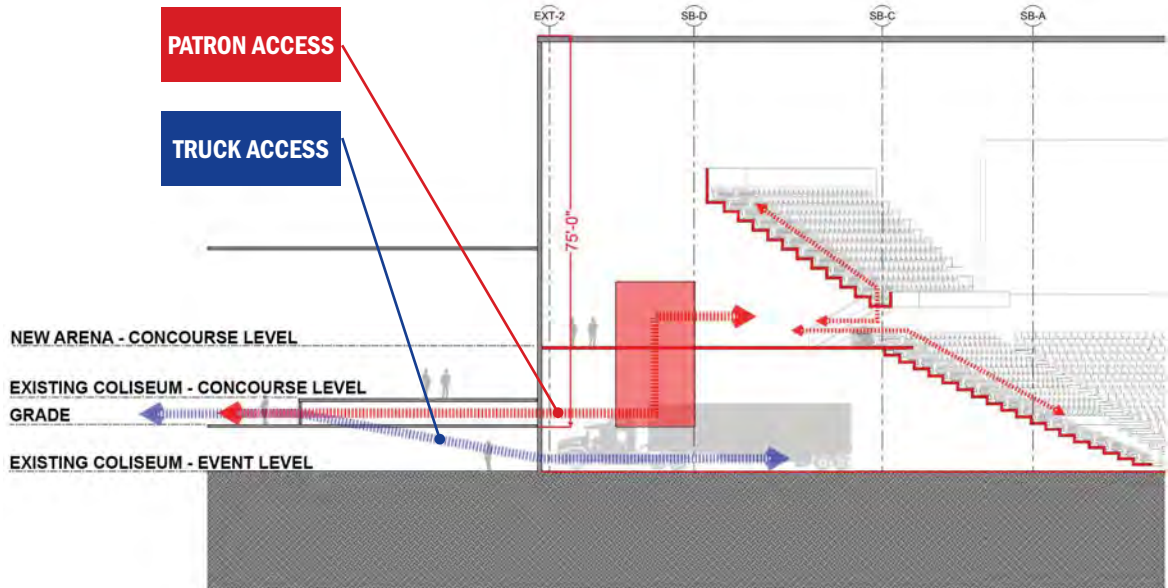 EXT-2
SB-D
SB-C
SB-A
PATRON ACCESS
TRUCK ACCESS
75'-0"
NEW ARENA - CONCOURSE LEVEL
EXISTING COLISEUM - CONCOURSE LEVEL
GRADE
EXISTING COLISEUM - EVENT LEVEL